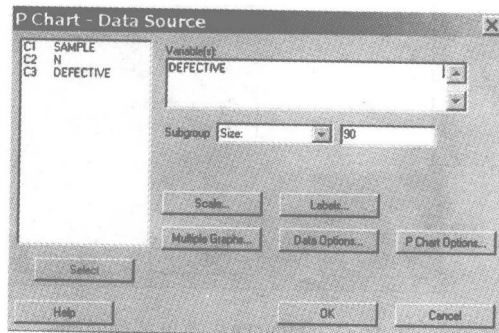 P Chart - Data Source
C1 SAMPLE
C2 N
C3 DEFECTIVE
Variable(s):
DEFECTIVE
Subgroup Size: 90
Scale... Labels...
Multiple Graphs... Data Options... P Chart Options...
Select
Help OK Cancel